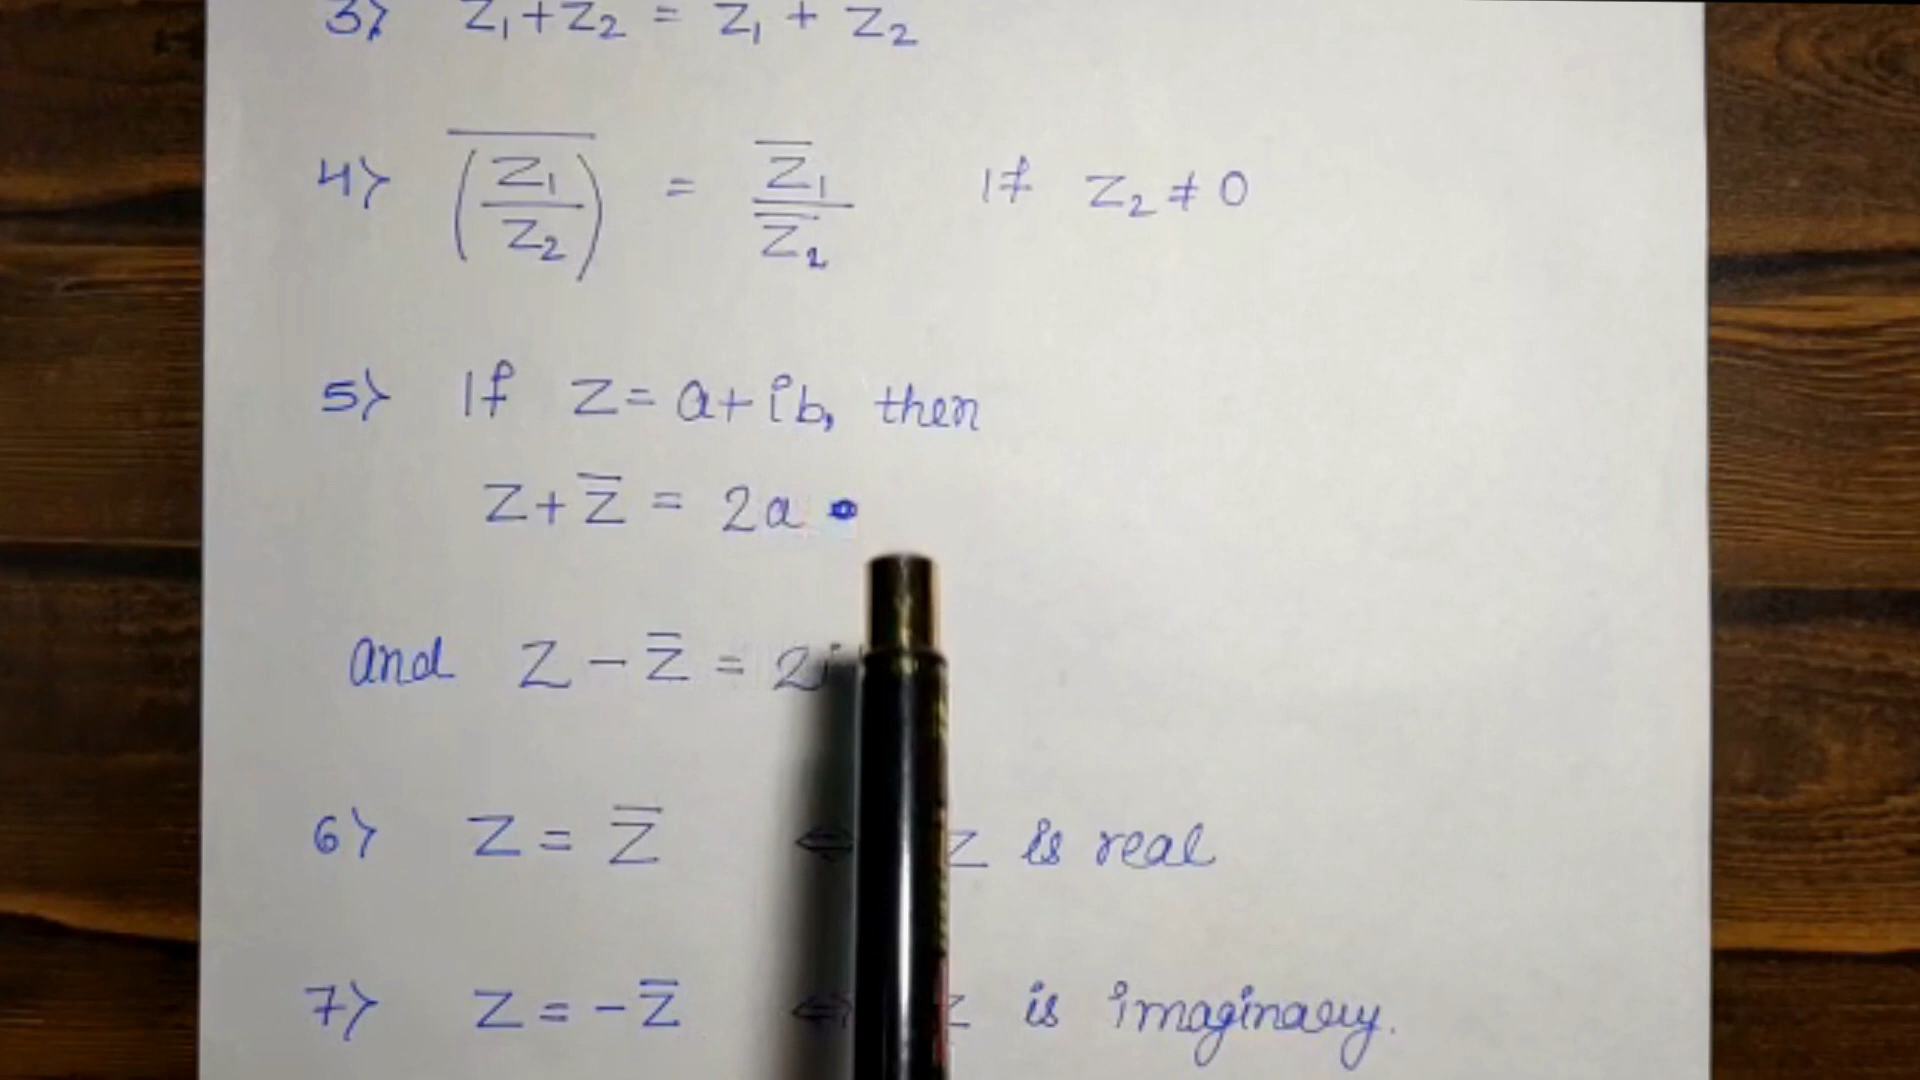 3) z₁+z₂ = z₁ + z₂
4) \overline{(z₁/z₂)} = z̅₁/z̅₂ If z₂ ≠ 0
5) If z = a+ib, then
z + z̅ = 2a
and z − z̅ = 2i
6) z = z̅ ⇔ z is real
7) z = −z̅ ⇔ z is imaginary.